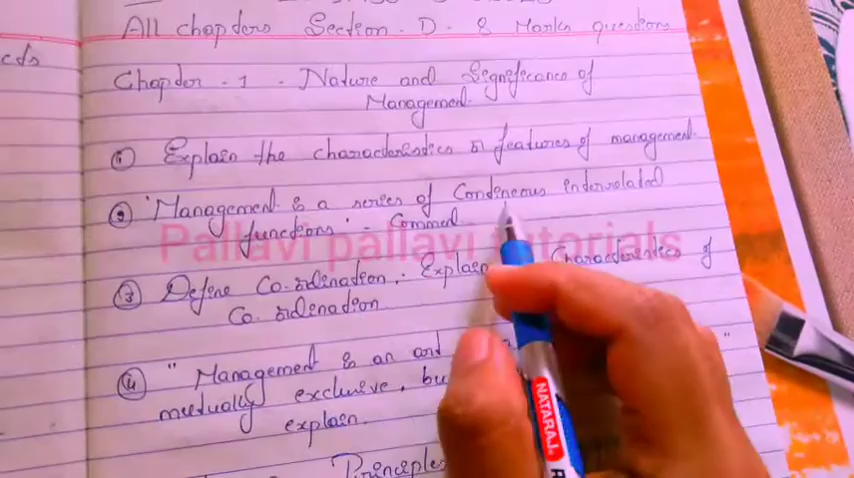 All chapters Section - D - 8 Marks questions
cts
Chapter - 1 - Nature and Significance of
Management
① Explain the characteristics or features of management
② 'Management is a series of Continuous interrelated
functions' - Comment
Pallavi pallavi tutorials
③ Define Co-ordination. Explain Characteristics of
Co-ordination
④ " Management is an art "
mutually exclusive, bu
explain.
Principles
NATARAJ